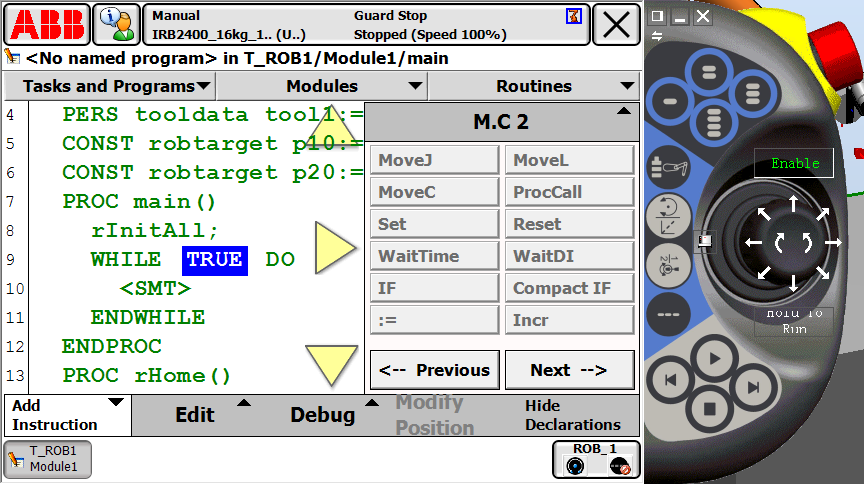 ABB
Manual
IRB2400_16kg_1.. (U..)
Guard Stop
Stopped (Speed 100%)
<No named program> in T_ROB1/Module1/main
Tasks and Programs
Modules
Routines
4 PERS tooldata tool1:=
5 CONST robtarget p10:=
6 CONST robtarget p20:=
7 PROC main()
8 rInitAll;
9 WHILE TRUE DO
10 <SMT>
11 ENDWHILE
12 ENDPROC
13 PROC rHome()
M.C 2
MoveJ MoveL
MoveC ProcCall
Set Reset
WaitTime WaitDI
IF Compact IF
:= Incr
<-- Previous Next -->
Add
Instruction
Edit
Debug
Modify
Position
Hide
Declarations
T_ROB1
Module1
ROB_1
Enable
Hold To
Run